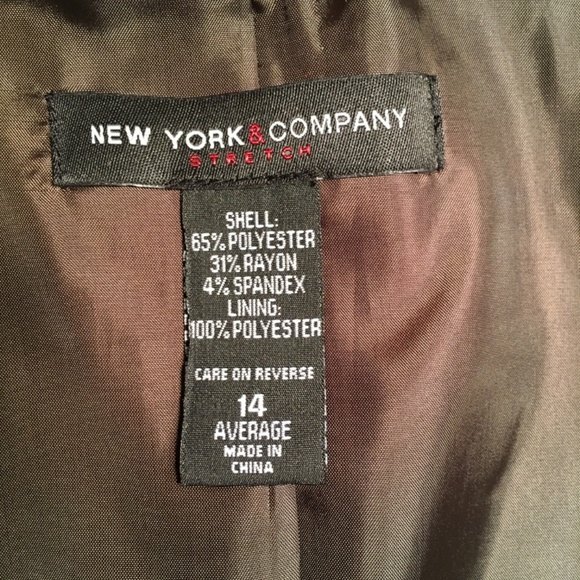 NEW YORK&COMPANY
STRETCH
SHELL:
65% POLYESTER
31% RAYON
4% SPANDEX
LINING:
100% POLYESTER
CARE ON REVERSE
14
AVERAGE
MADE IN
CHINA